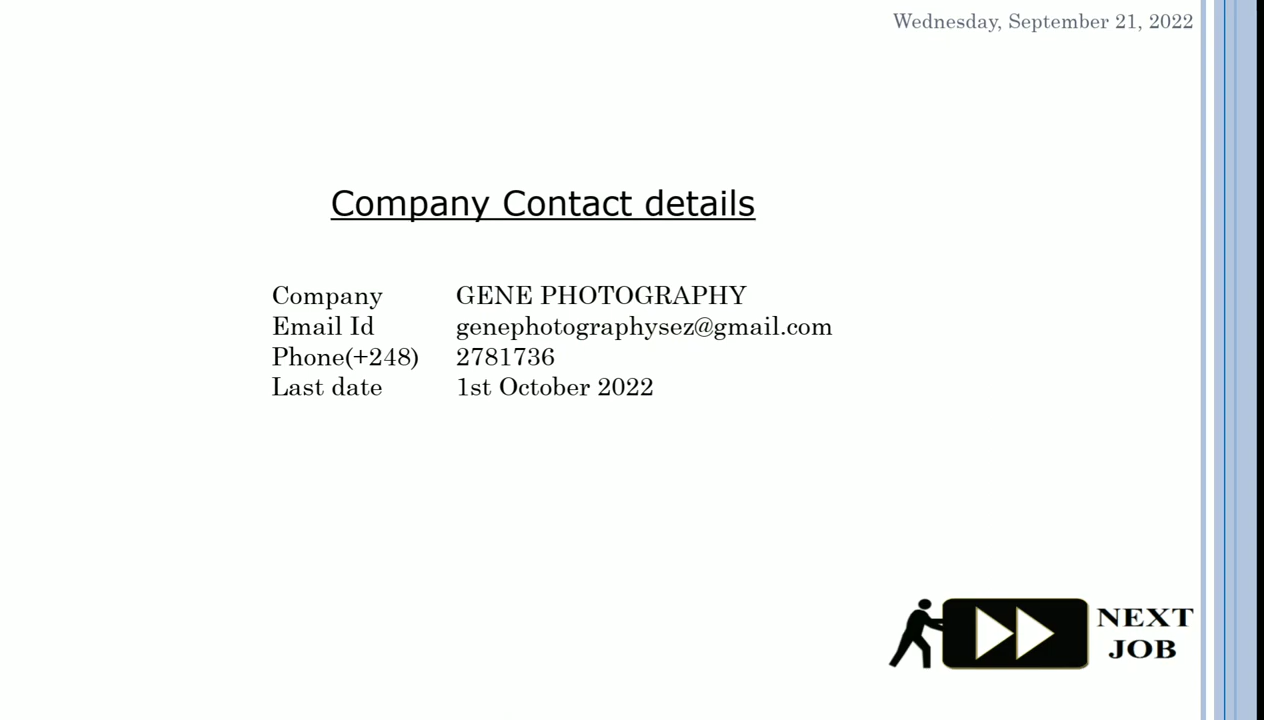 Wednesday, September 21, 2022
Company Contact details
Company GENE PHOTOGRAPHY
Email Id genephotographysez@gmail.com
Phone(+248) 2781736
Last date 1st October 2022
NEXT
JOB